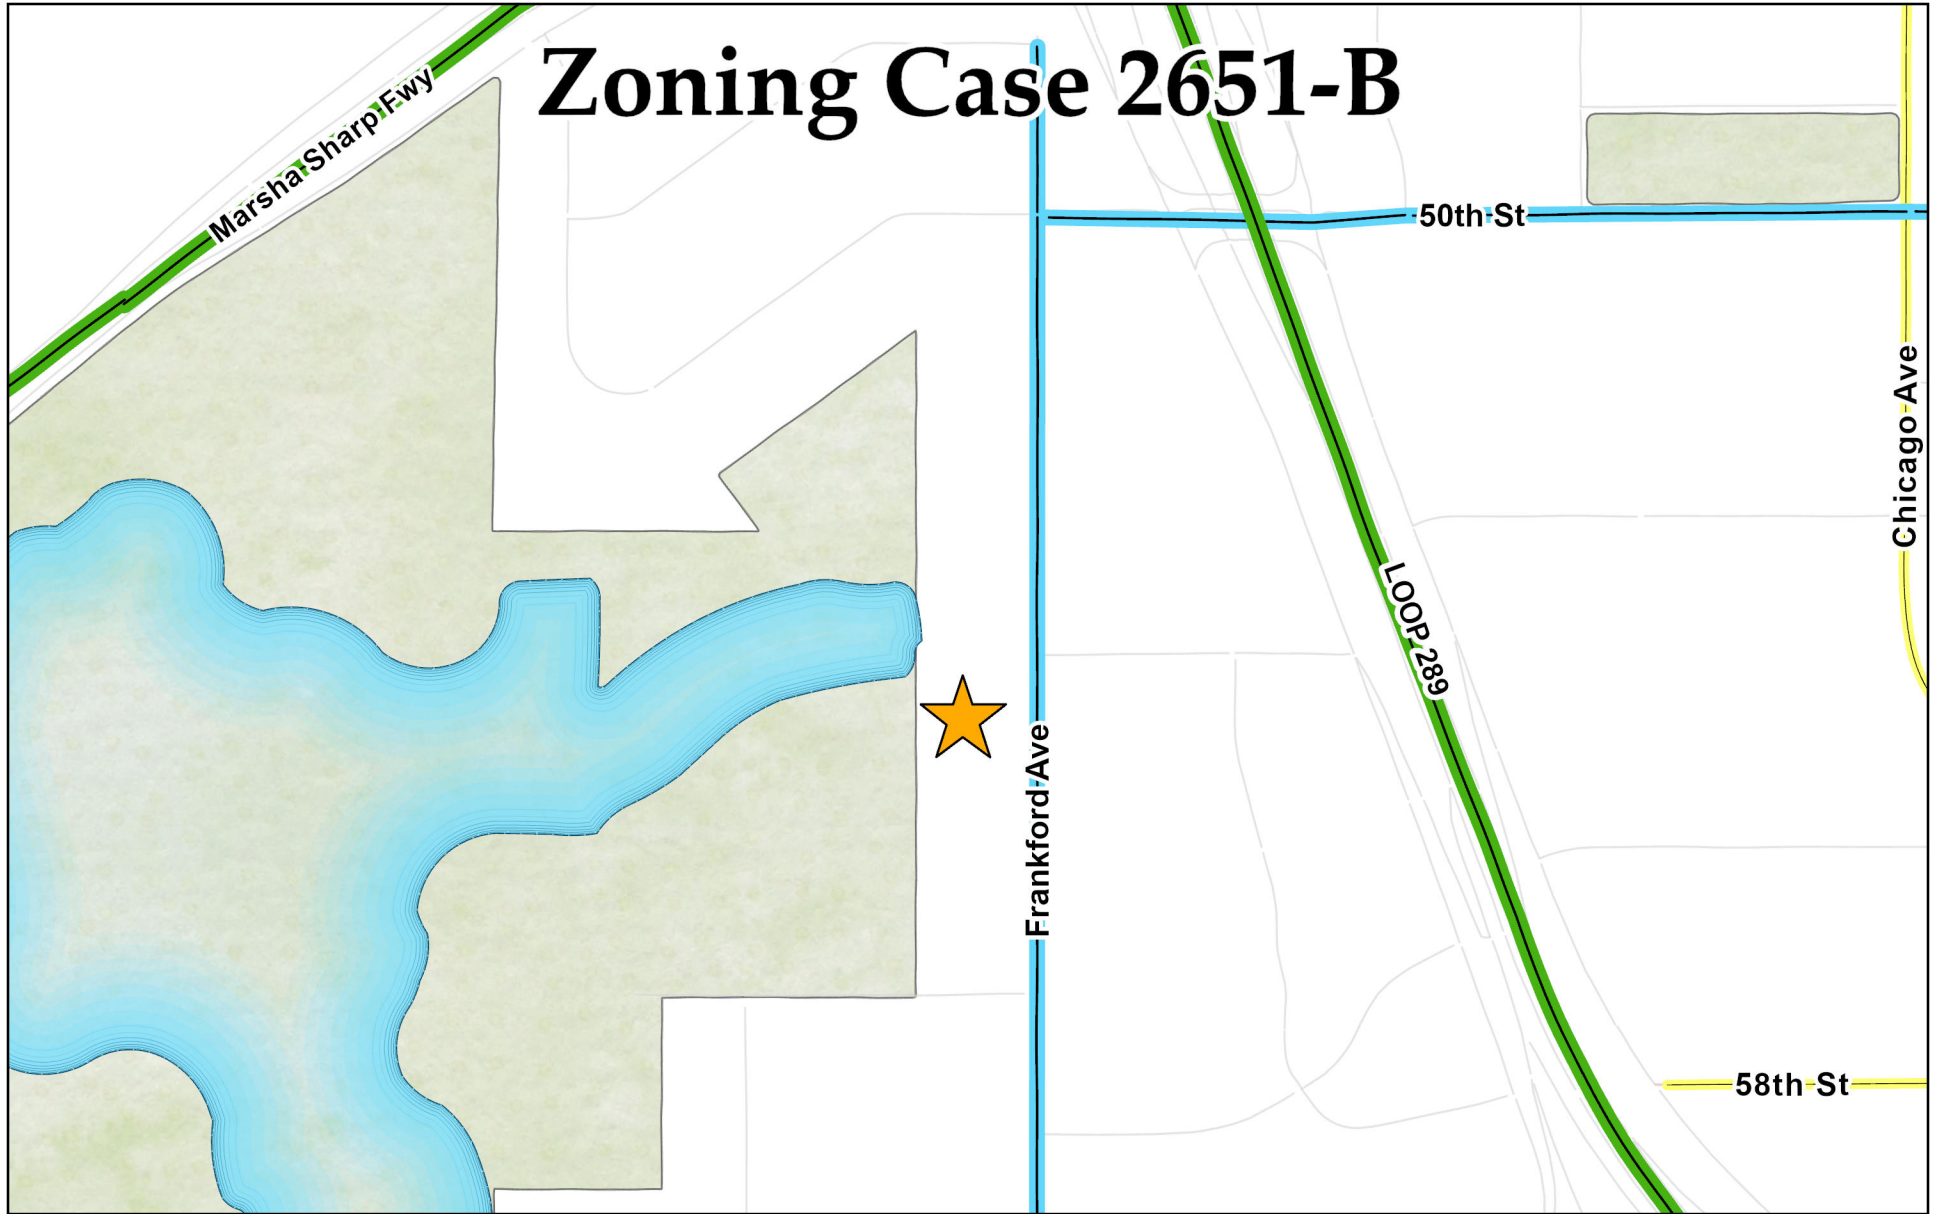 Zoning Case 2651-B
Marsha Sharp Fwy
50th St
Chicago Ave
LOOP 289
Frankford Ave
58th St